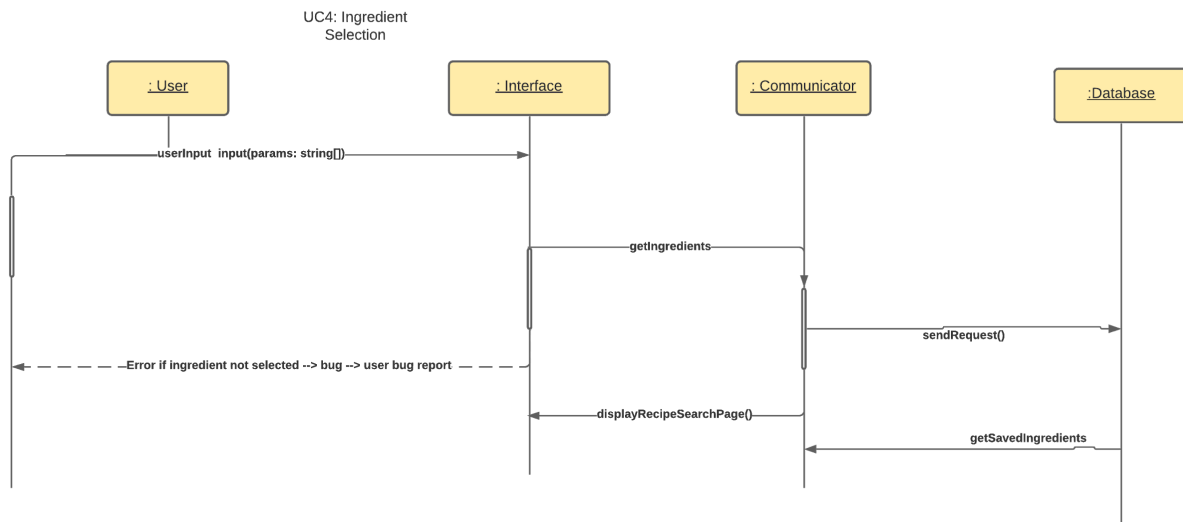 UC4: Ingredient
Selection
: User
: Interface
: Communicator
:Database
userInput input(params: string[])
getIngredients
sendRequest()
Error if ingredient not selected --> bug --> user bug report
displayRecipeSearchPage()
getSavedIngredients